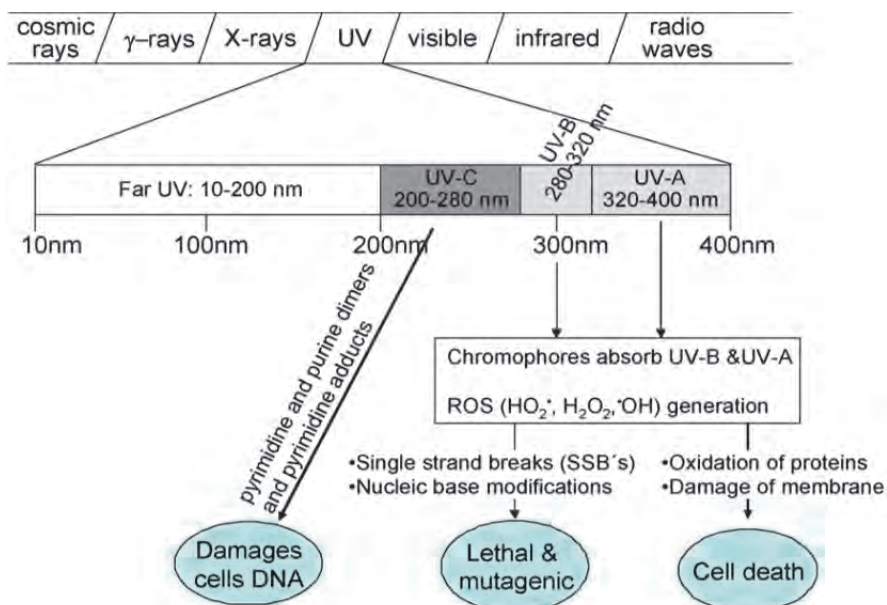 cosmic
rays
γ–rays
X-rays
UV
visible
infrared
radio
waves
Far UV: 10-200 nm
UV-C
200-280 nm
UV-B
280-320 nm
UV-A
320-400 nm
10nm
100nm
200nm
300nm
400nm
pyrimidine and purine dimers
and pyrimidine adducts
Chromophores absorb UV-B &UV-A
ROS (HO₂˙, H₂O₂,˙OH) generation
•Single strand breaks (SSB´s)
•Nucleic base modifications
•Oxidation of proteins
•Damage of membrane
Damages
cells DNA
Lethal &
mutagenic
Cell death